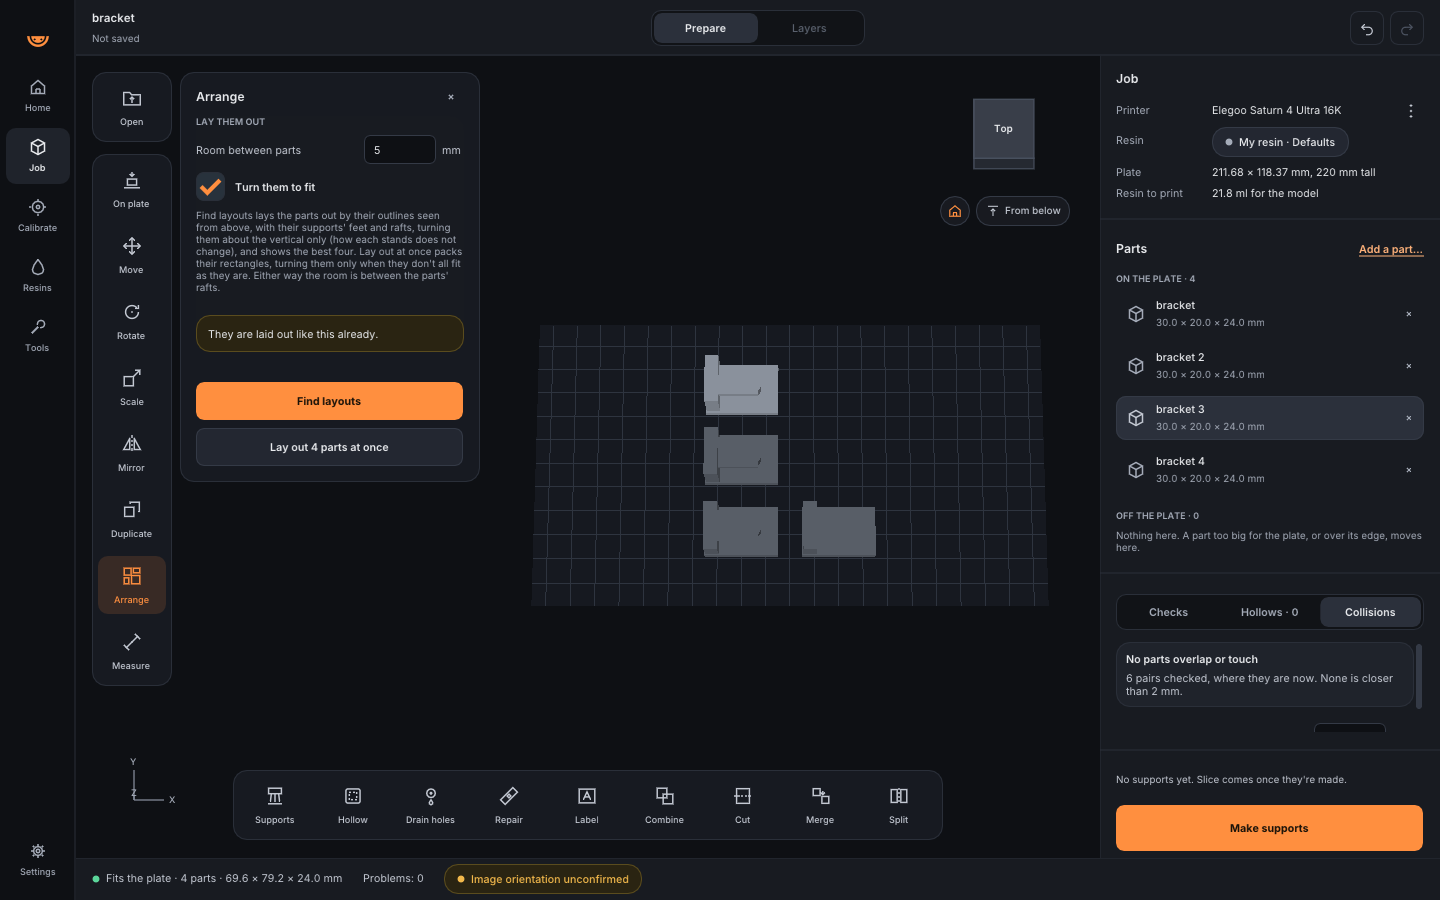 bracket
Not saved
Prepare
Layers
Home
Job
Calibrate
Resins
Tools
Settings
Open
On plate
Move
Rotate
Scale
Mirror
Duplicate
Arrange
Measure
Arrange
×
LAY THEM OUT
Room between parts
5
mm
Turn them to fit
Find layouts lays the parts out by their outlines seen
from above, with their supports' feet and rafts, turning
them about the vertical only (how each stands does not
change), and shows the best four. Lay out at once packs
their rectangles, turning them only when they don't all fit
as they are. Either way the room is between the parts'
rafts.
They are laid out like this already.
Find layouts
Lay out 4 parts at once
Top
From below
Y
Z
X
Supports
Hollow
Drain holes
Repair
Label
Combine
Cut
Merge
Split
Job
Printer
Elegoo Saturn 4 Ultra 16K
Resin
My resin · Defaults
Plate
211.68 × 118.37 mm, 220 mm tall
Resin to print
21.8 ml for the model
Parts
Add a part...
ON THE PLATE · 4
bracket
30.0 × 20.0 × 24.0 mm
×
bracket 2
30.0 × 20.0 × 24.0 mm
×
bracket 3
30.0 × 20.0 × 24.0 mm
×
bracket 4
30.0 × 20.0 × 24.0 mm
×
OFF THE PLATE · 0
Nothing here. A part too big for the plate, or over its edge, moves
here.
Checks
Hollows · 0
Collisions
No parts overlap or touch
6 pairs checked, where they are now. None is closer
than 2 mm.
No supports yet. Slice comes once they're made.
Make supports
Fits the plate · 4 parts · 69.6 × 79.2 × 24.0 mm
Problems: 0
Image orientation unconfirmed